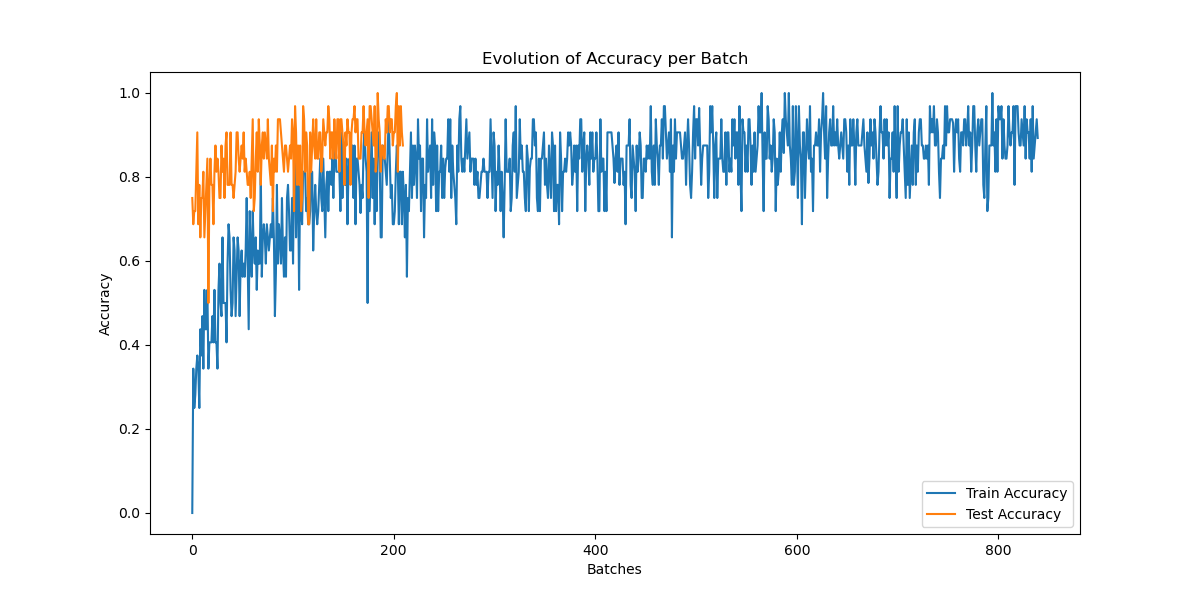 Evolution of Accuracy per Batch
1.0
0.8
0.6
0.4
0.2
0.0
Accuracy
0 200 400 600 800
Batches
Train Accuracy
Test Accuracy